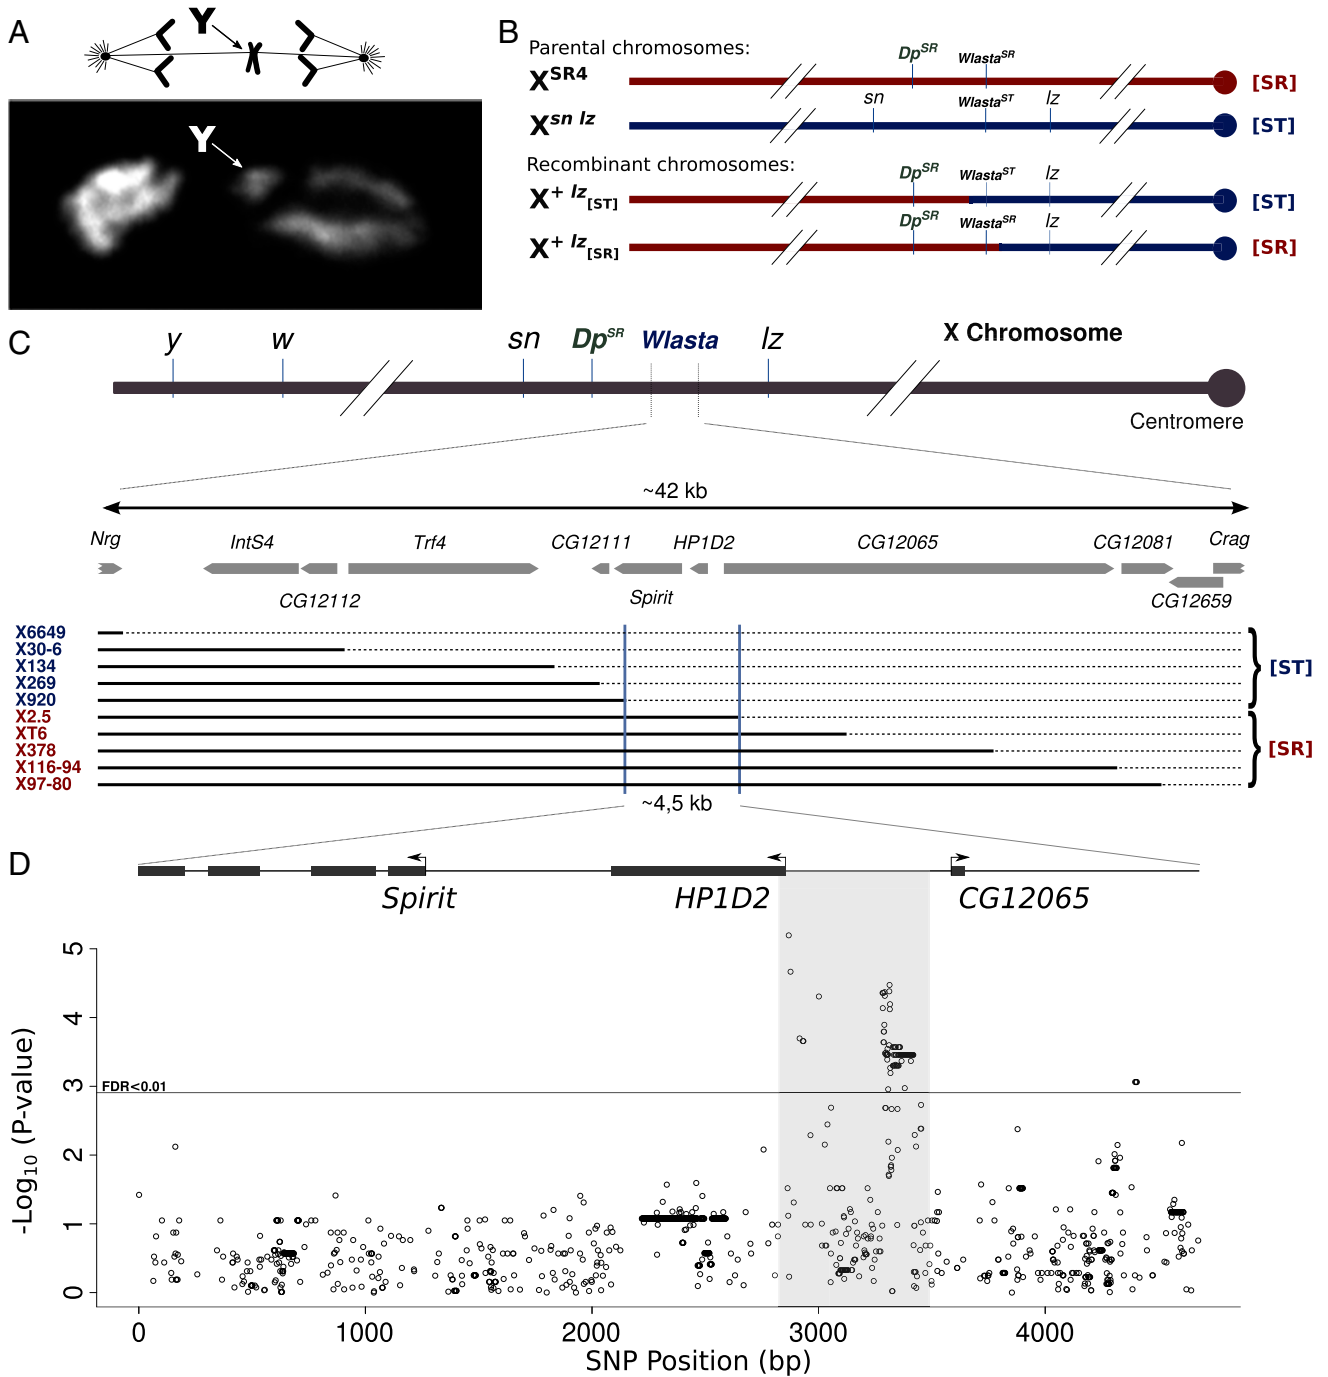 A
Y
Y
B
Parental chromosomes:
X^SR4 Dp^SR Wlasta^SR [SR]
X^sn lz sn Wlasta^ST lz [ST]
Recombinant chromosomes:
X^+ lz_[ST] Dp^SR Wlasta^ST lz [ST]
X^+ lz_[SR] Dp^SR Wlasta^SR lz [SR]
C
y w sn Dp^SR Wlasta lz X Chromosome
Centromere
~42 kb
Nrg IntS4 Trf4 CG12111 HP1D2 CG12065 CG12081 Crag
CG12112 Spirit CG12659
X6649
X30-6
X134
X269
X920
[ST]
X2.5
XT6
X378
X116-94
X97-80
[SR]
~4,5 kb
D
Spirit HP1D2 CG12065
-Log₁₀ (P-value)
5
4
3
FDR<0.01
2
1
0
0 1000 2000 3000 4000
SNP Position (bp)